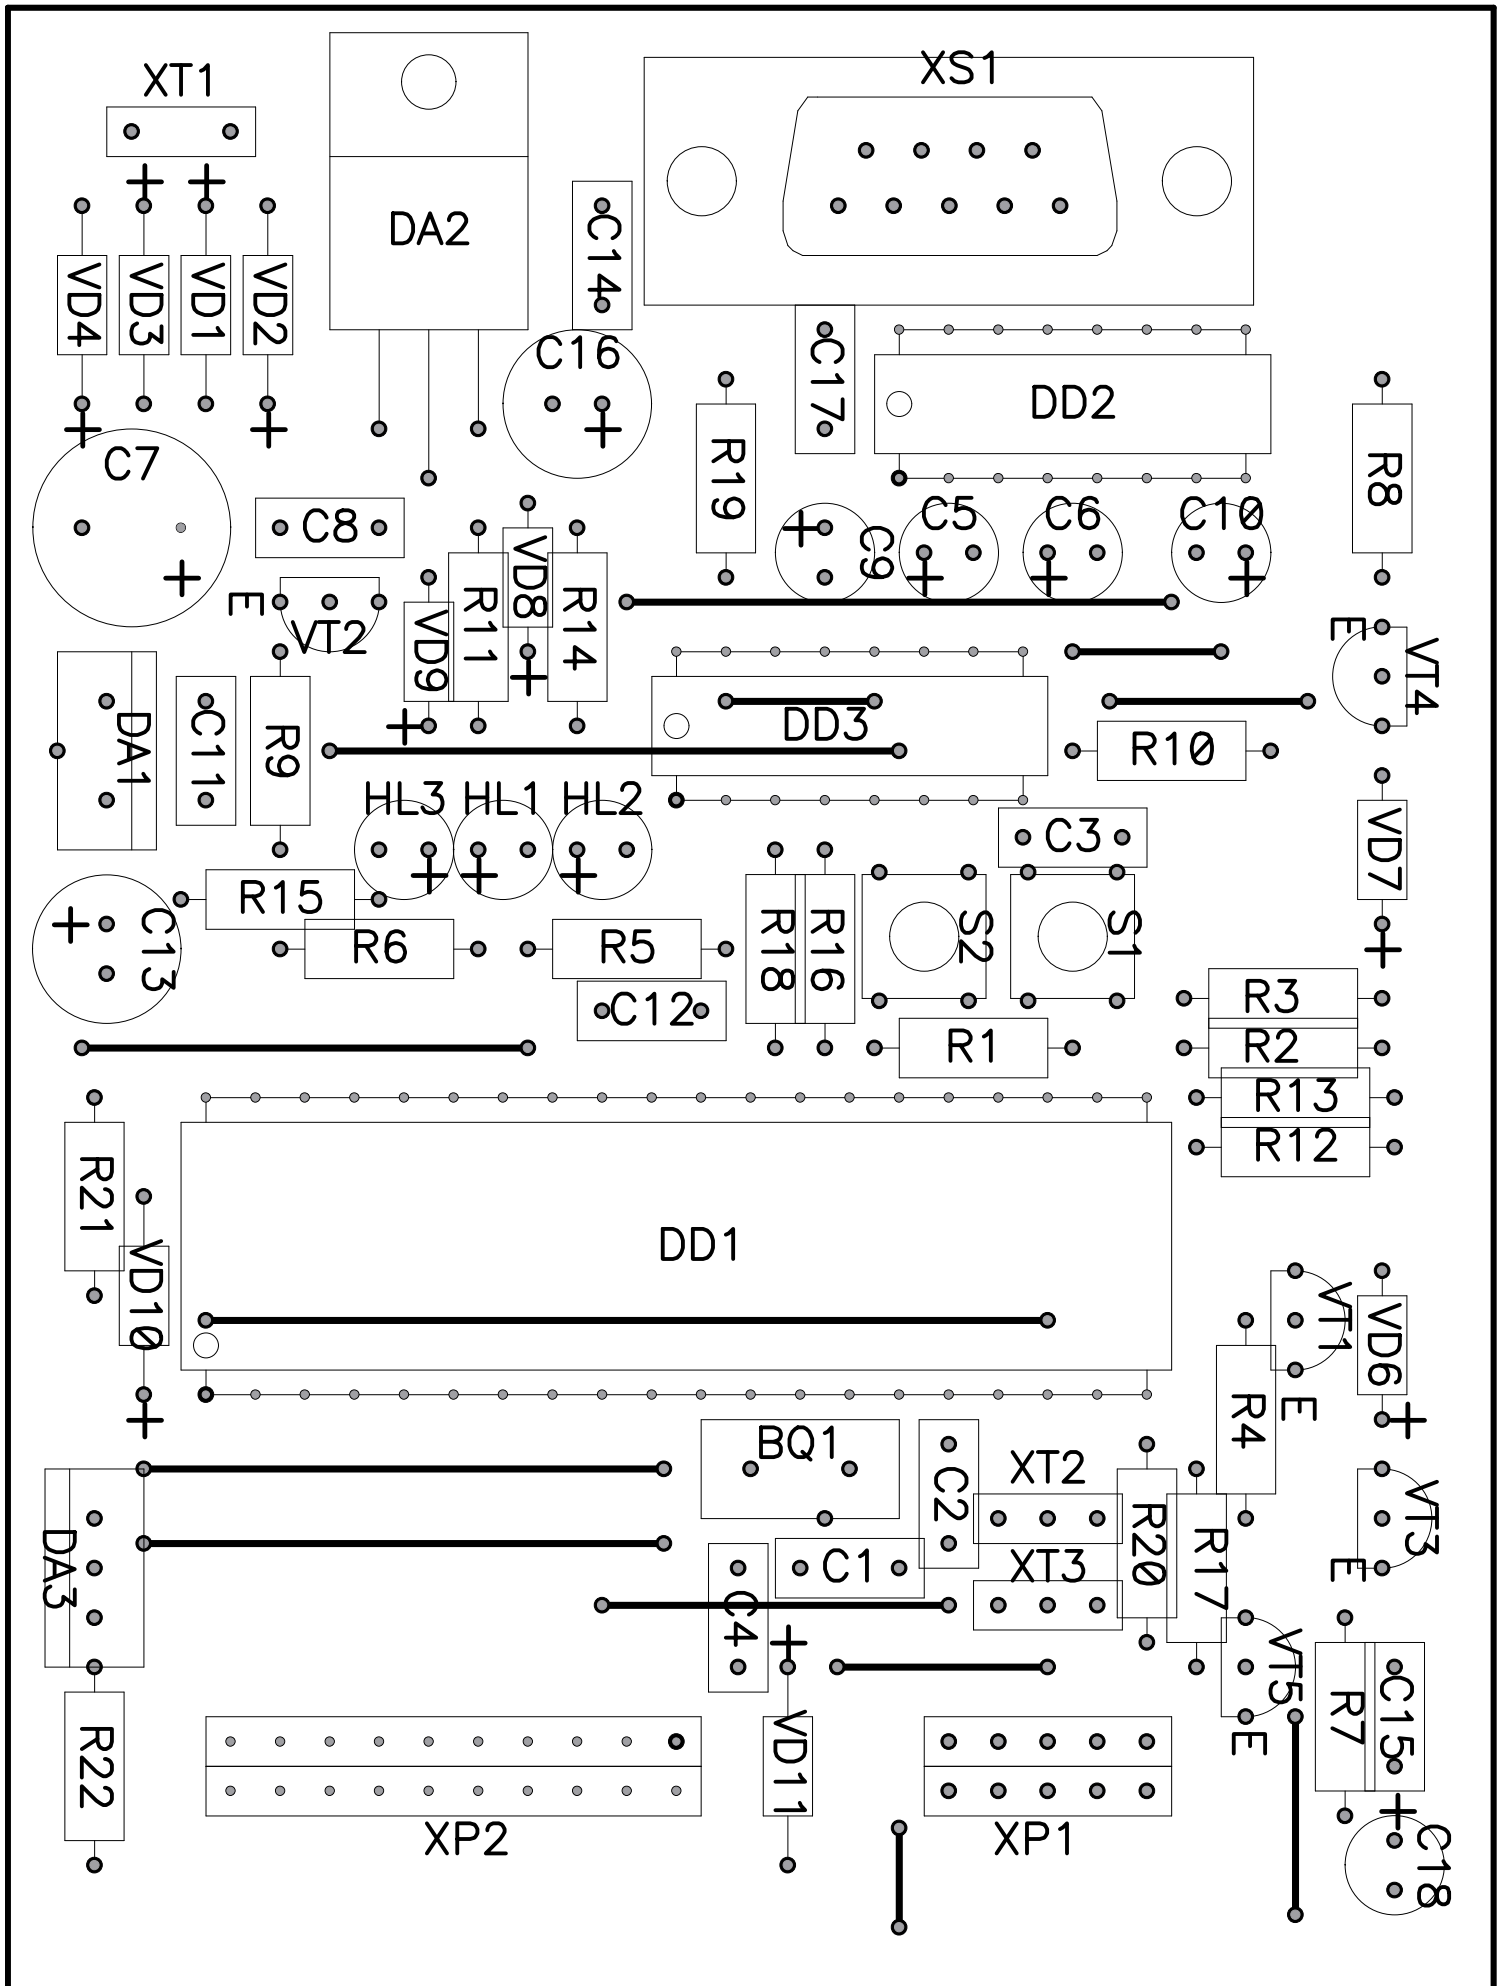 XS1
XT1
DA2
C14
VD4
VD3
VD1
VD2
+
+
C16
+
C17
DD2
+
+
C7
+
R19
R8
C8
C9
+
C5
+
C6
+
C10
+
E
VT2
VD9
+
R11
VD8
+
R14
E
VT4
DA1
C11
R9
DD3
R10
HL3
+
HL1
+
HL2
+
C3
VD7
+
R15
C13
+
R6
R5
R18
R16
S2
S1
C12
R3
R1
R2
R13
R12
R21
VD10
+
DD1
VT1
E
VD6
+
R4
BQ1
C2
XT2
R20
R17
VT3
E
DA3
C1
XT3
C4
+
VT5
E
R7
C15
R22
VD11
XP2
XP1
+
C18